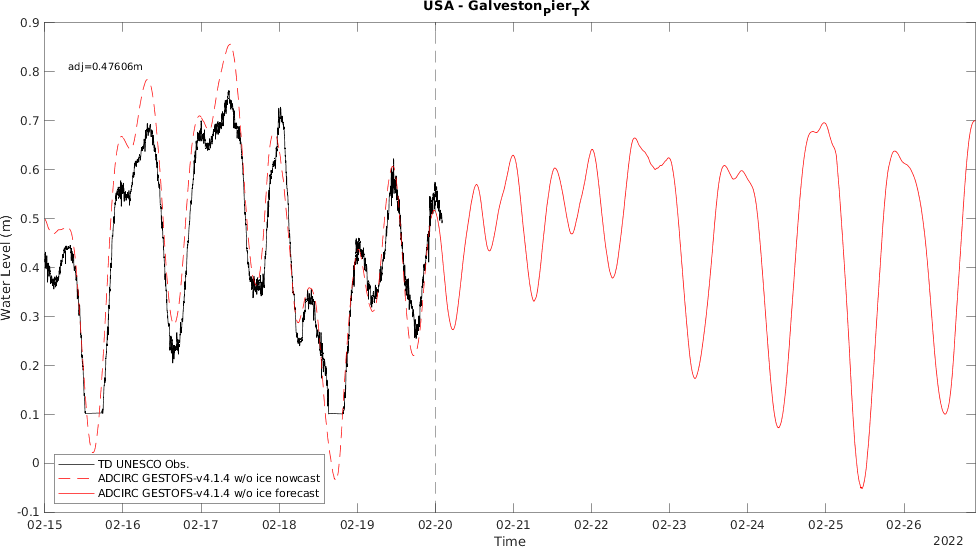 USA - Galveston_Pier_TX
0.9
0.8
0.7
0.6
0.5
0.4
0.3
0.2
0.1
0
-0.1
Water Level (m)
adj=0.47606m
TD UNESCO Obs.
ADCIRC GESTOFS-v4.1.4 w/o ice nowcast
ADCIRC GESTOFS-v4.1.4 w/o ice forecast
02-15 02-16 02-17 02-18 02-19 02-20 02-21 02-22 02-23 02-24 02-25 02-26
Time
2022